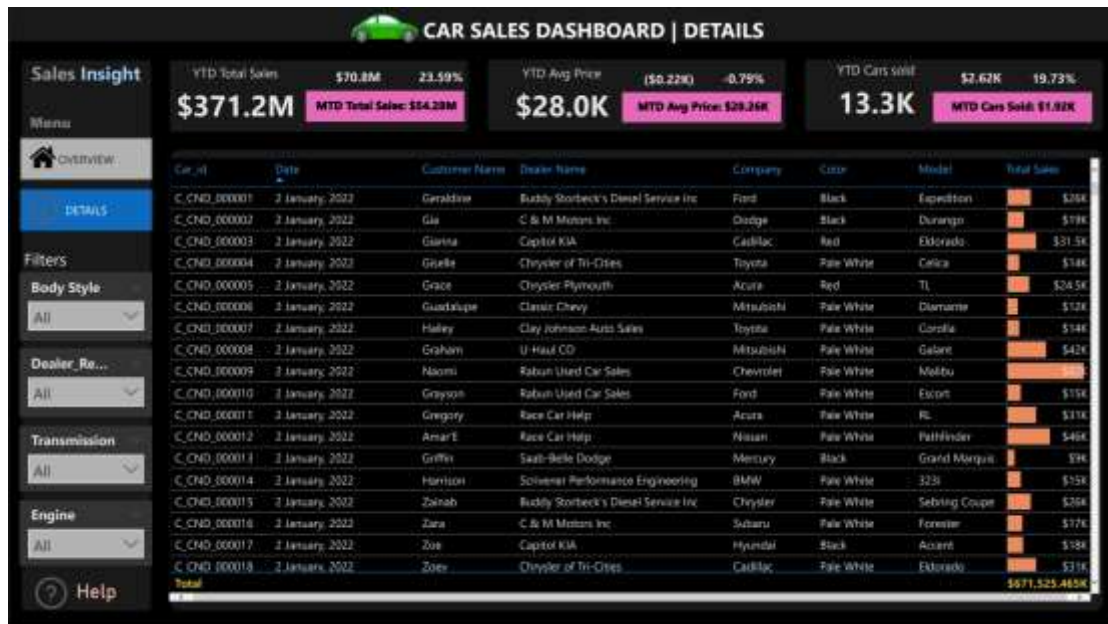 CAR SALES DASHBOARD | DETAILS
Sales Insight
YTD Total Sales $70.8M 23.59%
$371.2M MTD Total Sales: $54.28M
YTD Avg Price ($0.22K) -0.79%
$28.0K MTD Avg Price: $28.26K
YTD Cars sold $2.62K 19.73%
13.3K MTD Cars Sold: $1.92K
Menu
OVERVIEW
DETAILS
Filters
Body Style
All
Dealer_Re...
All
Transmission
All
Engine
All
Help
Car_id Date Customer Name Dealer Name Company Color Model Total Sales
C_CND_000001 2 January, 2022 Geraldine Buddy Storbeck's Diesel Service Inc Ford Black Expedition $26K
C_CND_000002 2 January, 2022 Gia C & M Motors Inc Dodge Black Durango $19K
C_CND_000003 2 January, 2022 Gianna Capitol KIA Cadillac Red Eldorado $31.5K
C_CND_000004 2 January, 2022 Giselle Chrysler of Tri-Cities Toyota Pale White Celica $14K
C_CND_000005 2 January, 2022 Grace Chrysler Plymouth Acura Red TL $24.5K
C_CND_000006 2 January, 2022 Guadalupe Classic Chevy Mitsubishi Pale White Diamante $12K
C_CND_000007 2 January, 2022 Hailey Clay Johnson Auto Sales Toyota Pale White Corolla $14K
C_CND_000008 2 January, 2022 Graham U-Haul CO Mitsubishi Pale White Galant $42K
C_CND_000009 2 January, 2022 Naomi Rabun Used Car Sales Chevrolet Pale White Malibu
C_CND_000010 2 January, 2022 Grayson Rabun Used Car Sales Ford Pale White Escort $15K
C_CND_000011 2 January, 2022 Gregory Race Car Help Acura Pale White RL $31K
C_CND_000012 2 January, 2022 Amar'E Race Car Help Nissan Pale White Pathfinder $46K
C_CND_000013 2 January, 2022 Griffin Saab-Belle Dodge Mercury Black Grand Marquis $9K
C_CND_000014 2 January, 2022 Harrison Scrivener Performance Engineering BMW Pale White 323i $15K
C_CND_000015 2 January, 2022 Zainab Buddy Storbeck's Diesel Service Inc Chrysler Pale White Sebring Coupe $26K
C_CND_000016 2 January, 2022 Zara C & M Motors Inc Subaru Pale White Forester $17K
C_CND_000017 2 January, 2022 Zoe Capitol KIA Hyundai Black Accent $18K
C_CND_000018 2 January, 2022 Zoey Chrysler of Tri-Cities Cadillac Pale White Eldorado $31K
Total $671,525.465K